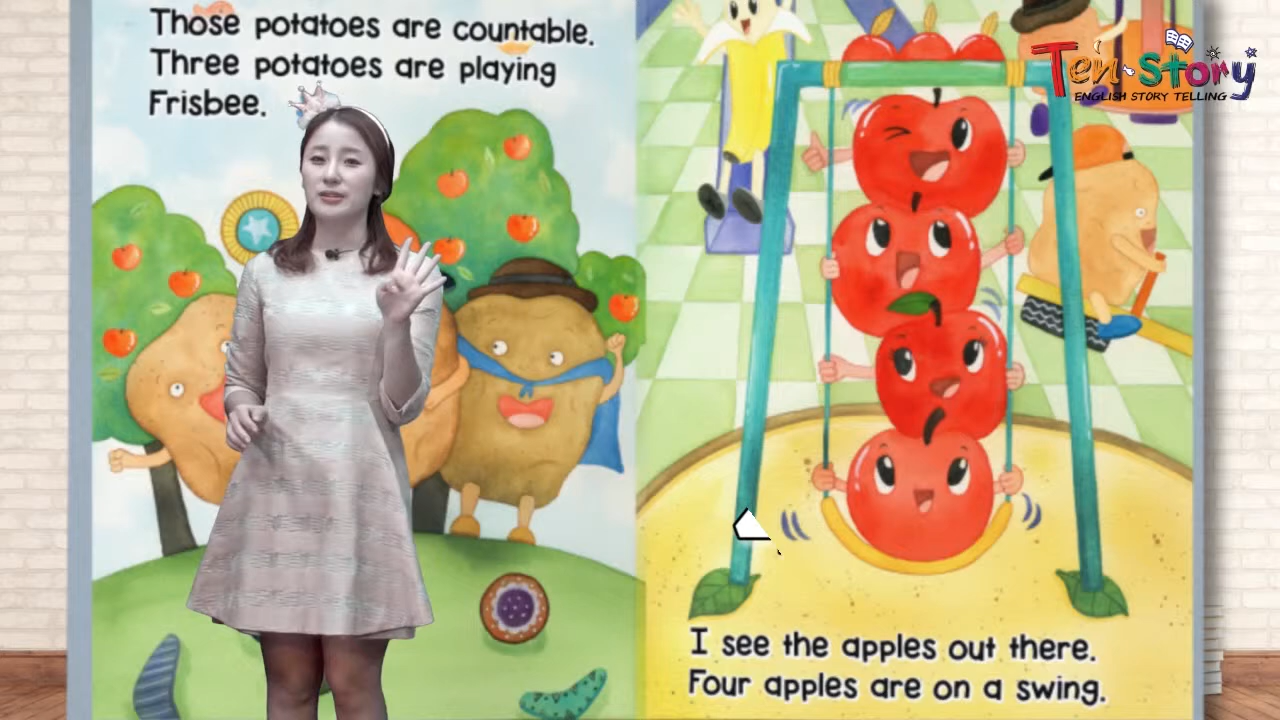 Those potatoes are countable.
Three potatoes are playing
Frisbee.
Ten Story
ENGLISH STORY TELLING
I see the apples out there.
Four apples are on a swing.